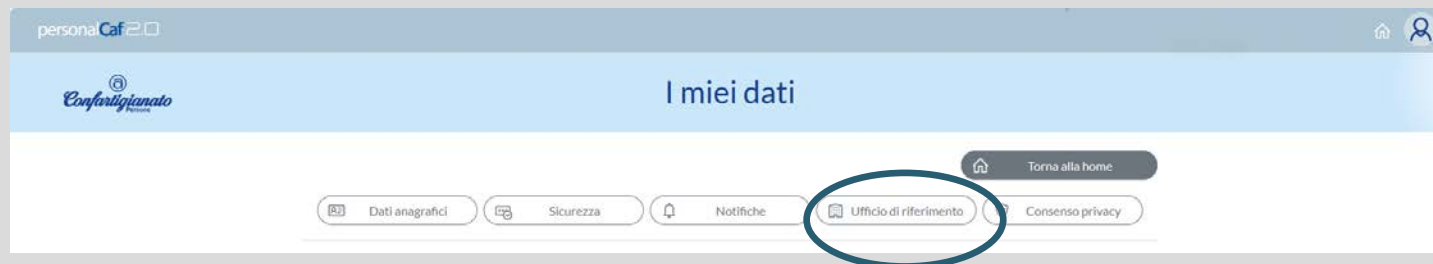 personalCaf 2.0
Confartigianato
Persone
I miei dati
Torna alla home
Dati anagrafici
Sicurezza
Notifiche
Ufficio di riferimento
Consenso privacy